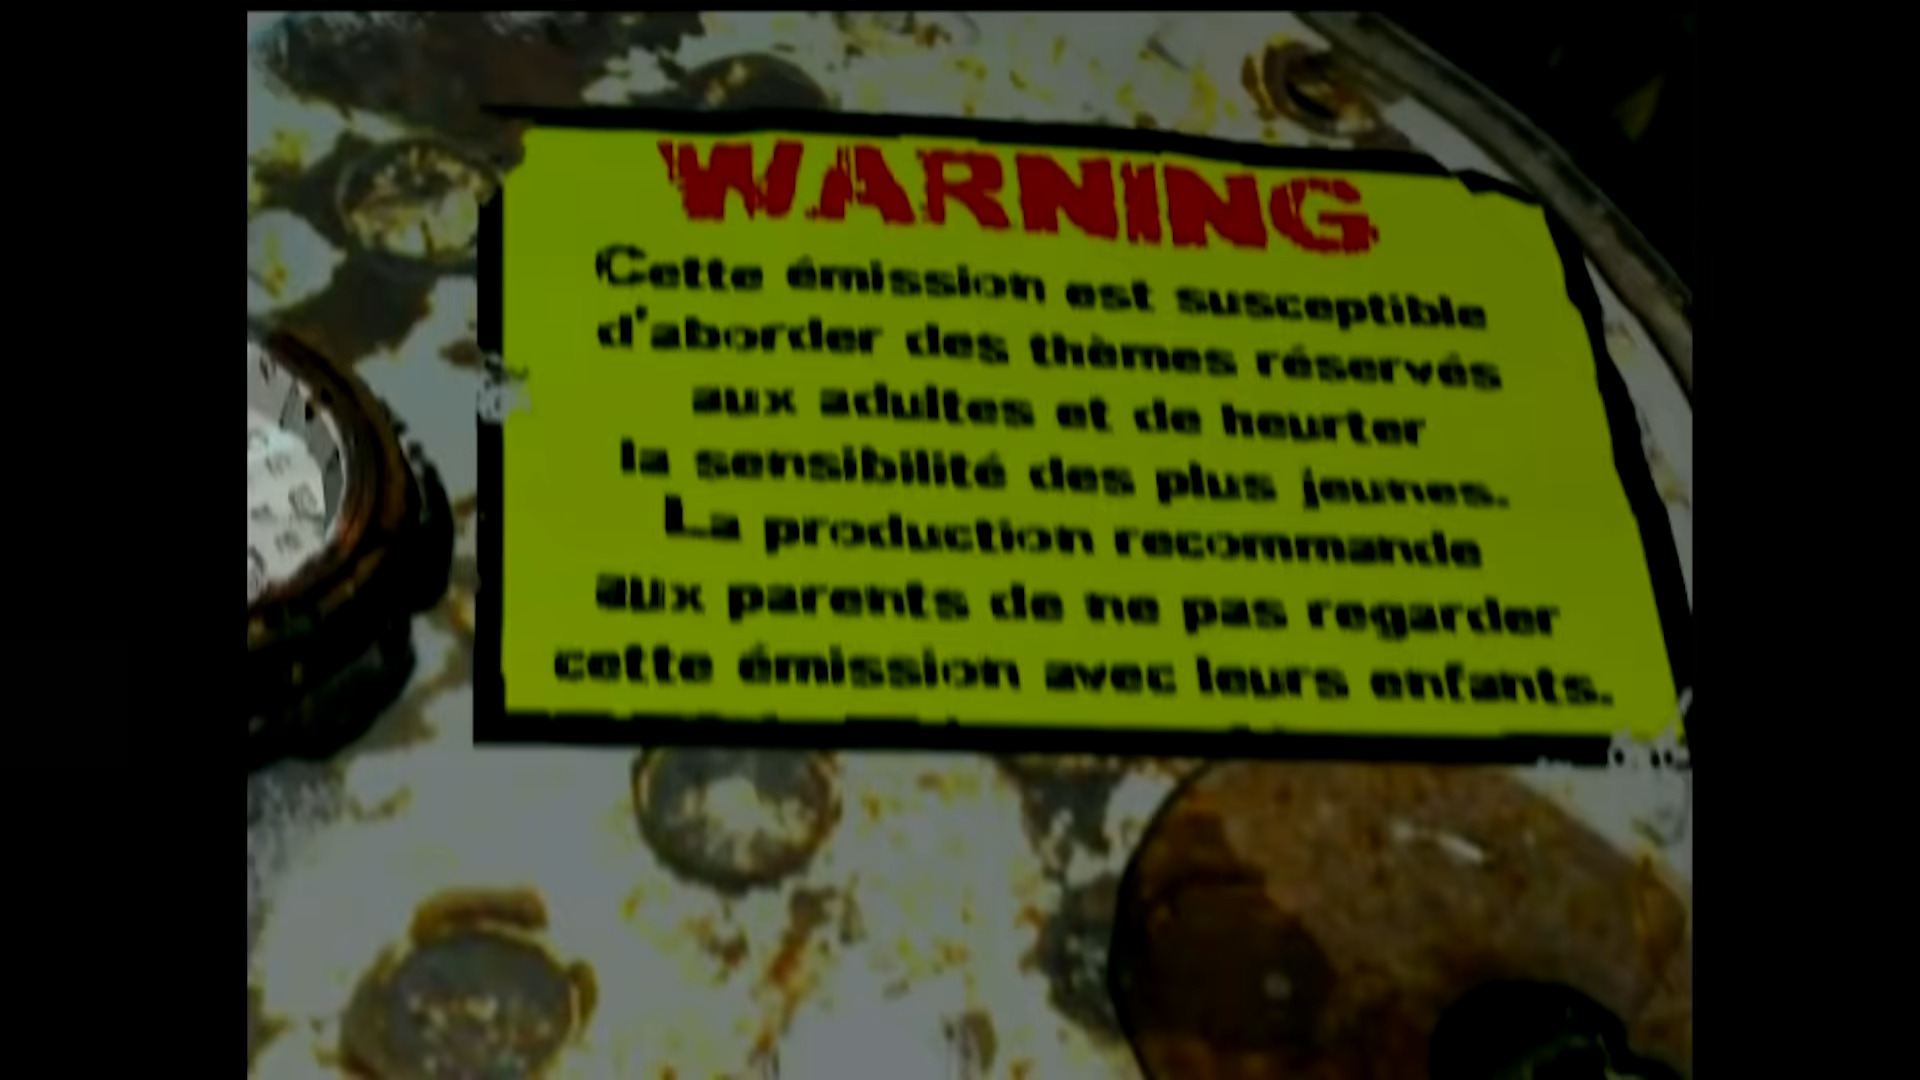 WARNING
Cette émission est susceptible
d'aborder des thèmes réservés
aux adultes et de heurter
la sensibilité des plus jeunes.
La production recommande
aux parents de ne pas regarder
cette émission avec leurs enfants.